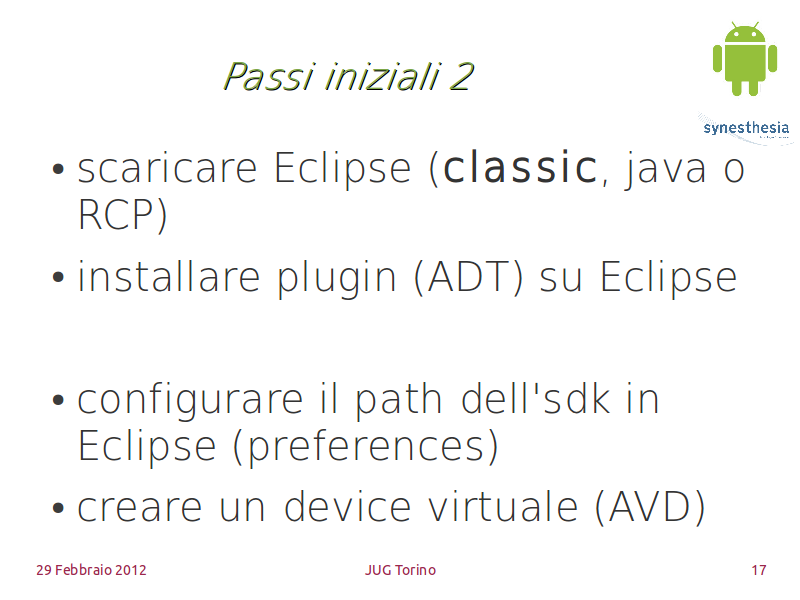 Passi iniziali 2
synesthesia
• scaricare Eclipse (classic, java o
RCP)
• installare plugin (ADT) su Eclipse
• configurare il path dell'sdk in
Eclipse (preferences)
• creare un device virtuale (AVD)
29 Febbraio 2012
JUG Torino
17